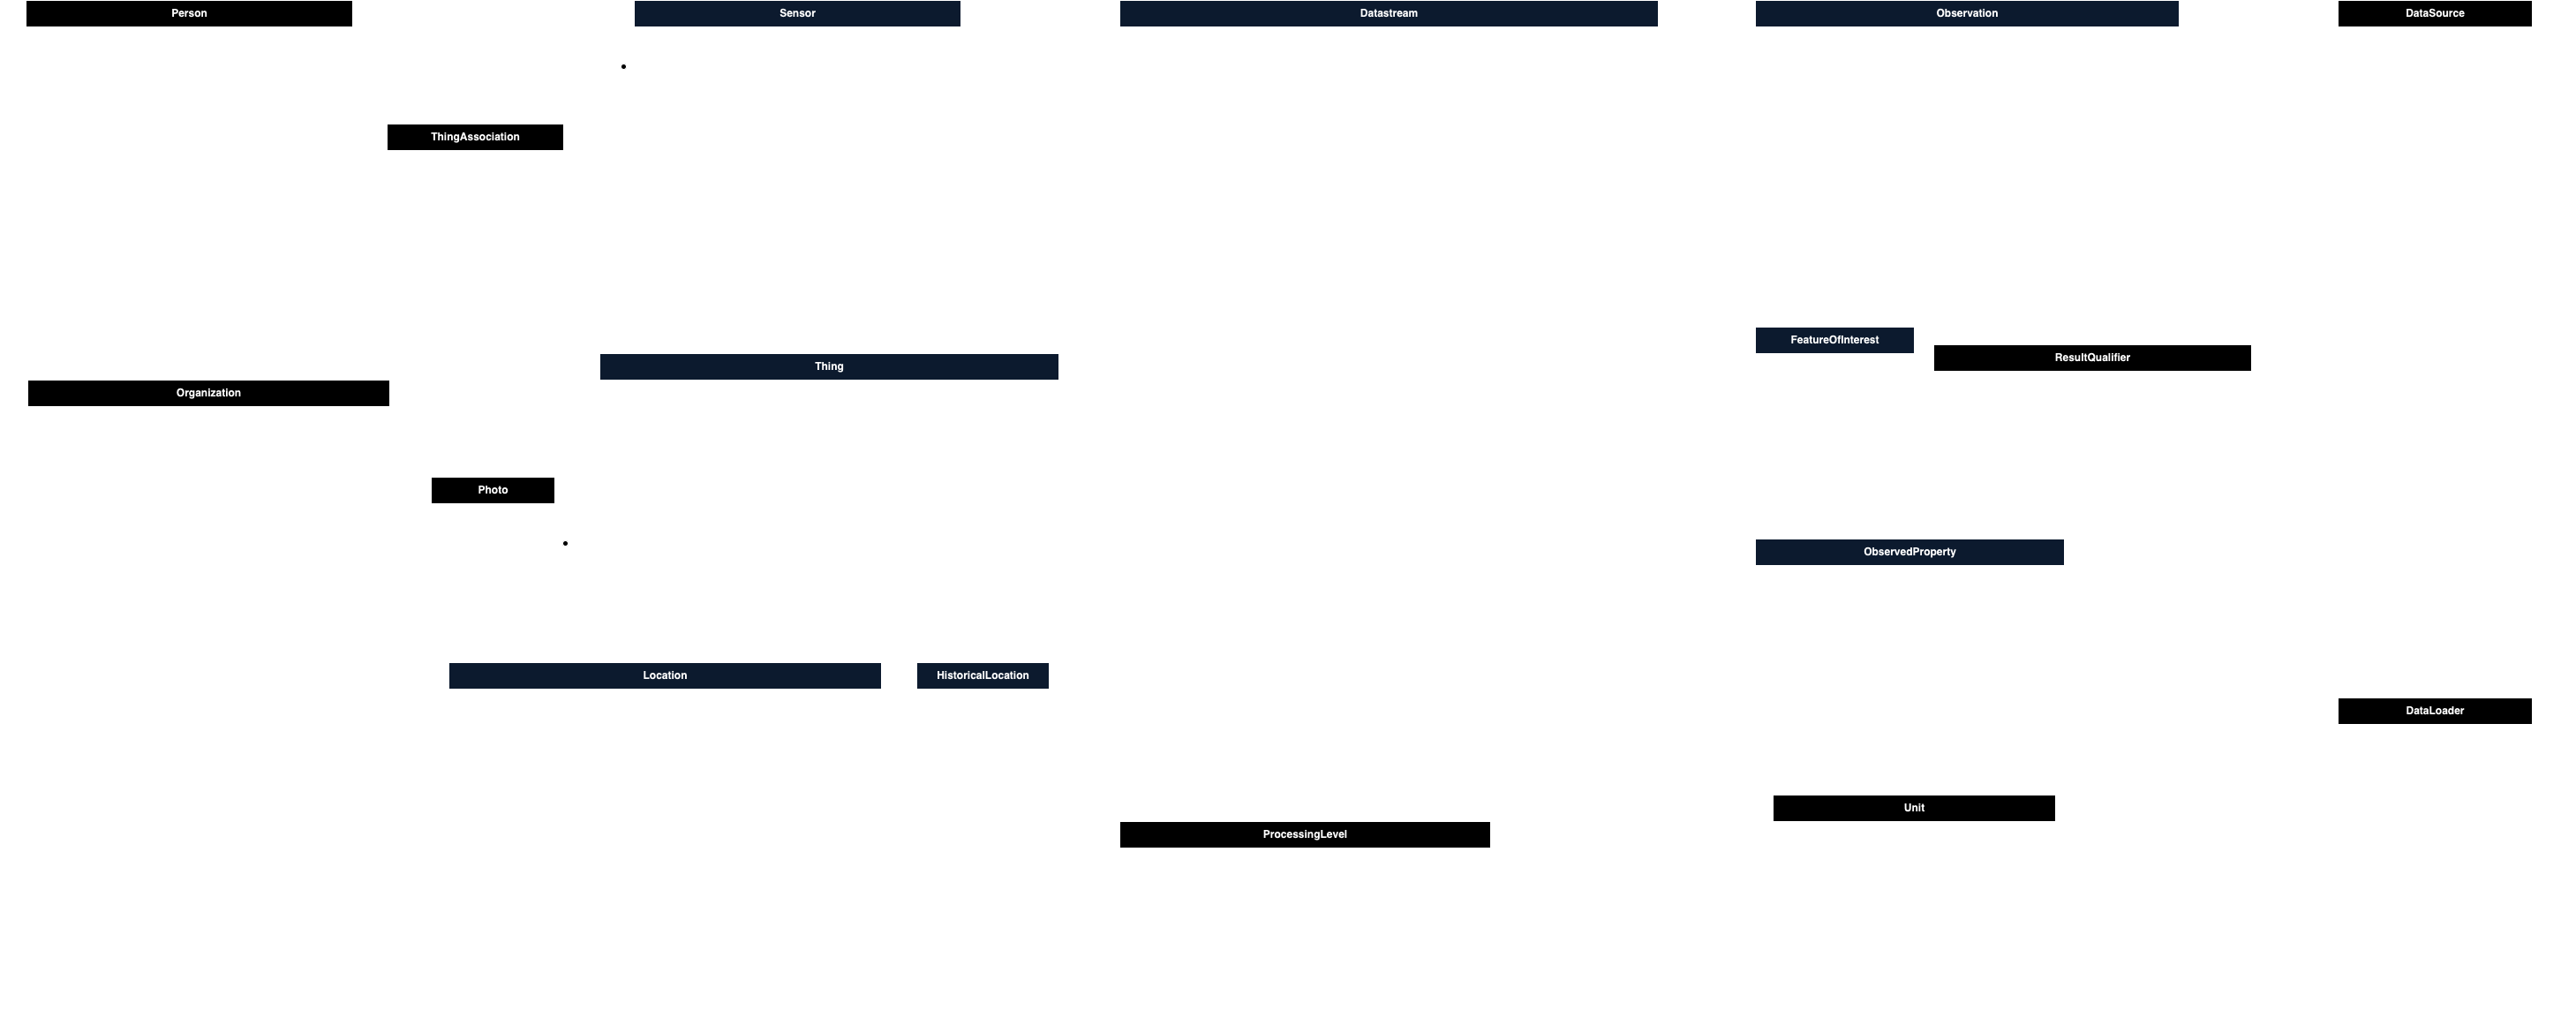 Person
Sensor
Datastream
Observation
DataSource
ThingAssociation
FeatureOfInterest
ResultQualifier
Thing
Organization
Photo
ObservedProperty
Location
HistoricalLocation
DataLoader
Unit
ProcessingLevel